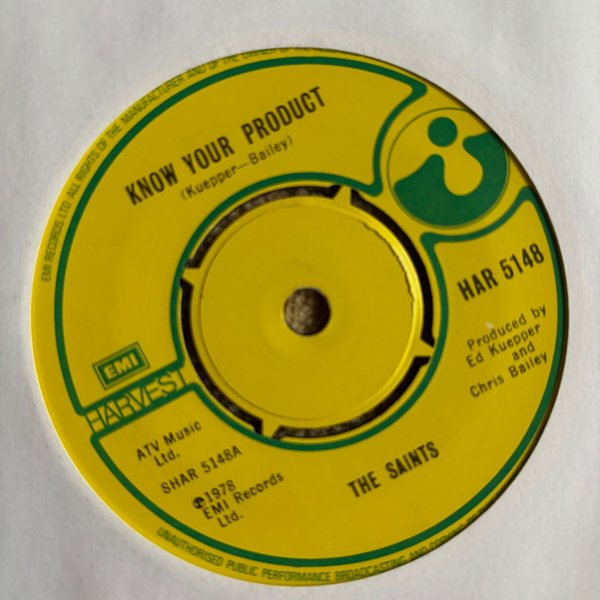 KNOW YOUR PRODUCT
(Kuepper—Bailey)
HAR 5148
Produced by
Ed Kuepper
and
Chris Bailey
EMI
HARVEST
ATV Music
Ltd.
SHAR 5148A
℗1978
EMI Records
Ltd.
THE SAINTS
EMI RECORDS LTD ALL RIGHTS OF THE MANUFACTURER AND OF THE OWNER OF THE
UNAUTHORISED PUBLIC PERFORMANCE BROADCASTING AND COPYING